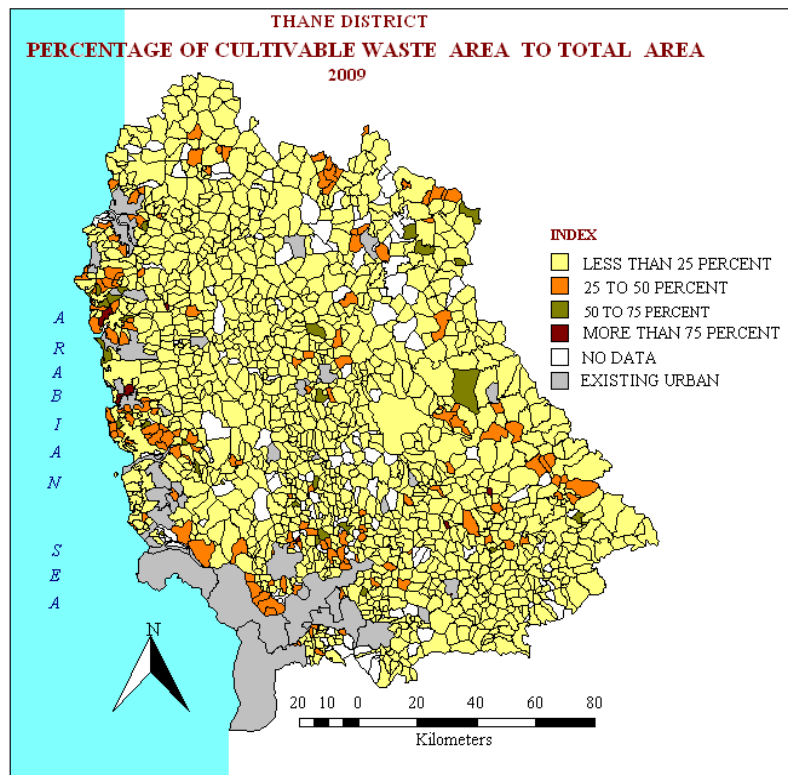 THANE DISTRICT
PERCENTAGE OF CULTIVABLE WASTE AREA TO TOTAL AREA
2009
INDEX
LESS THAN 25 PERCENT
25 TO 50 PERCENT
50 TO 75 PERCENT
MORE THAN 75 PERCENT
NO DATA
EXISTING URBAN
ARABIAN SEA
N
20 10 0 20 40 60 80
Kilometers